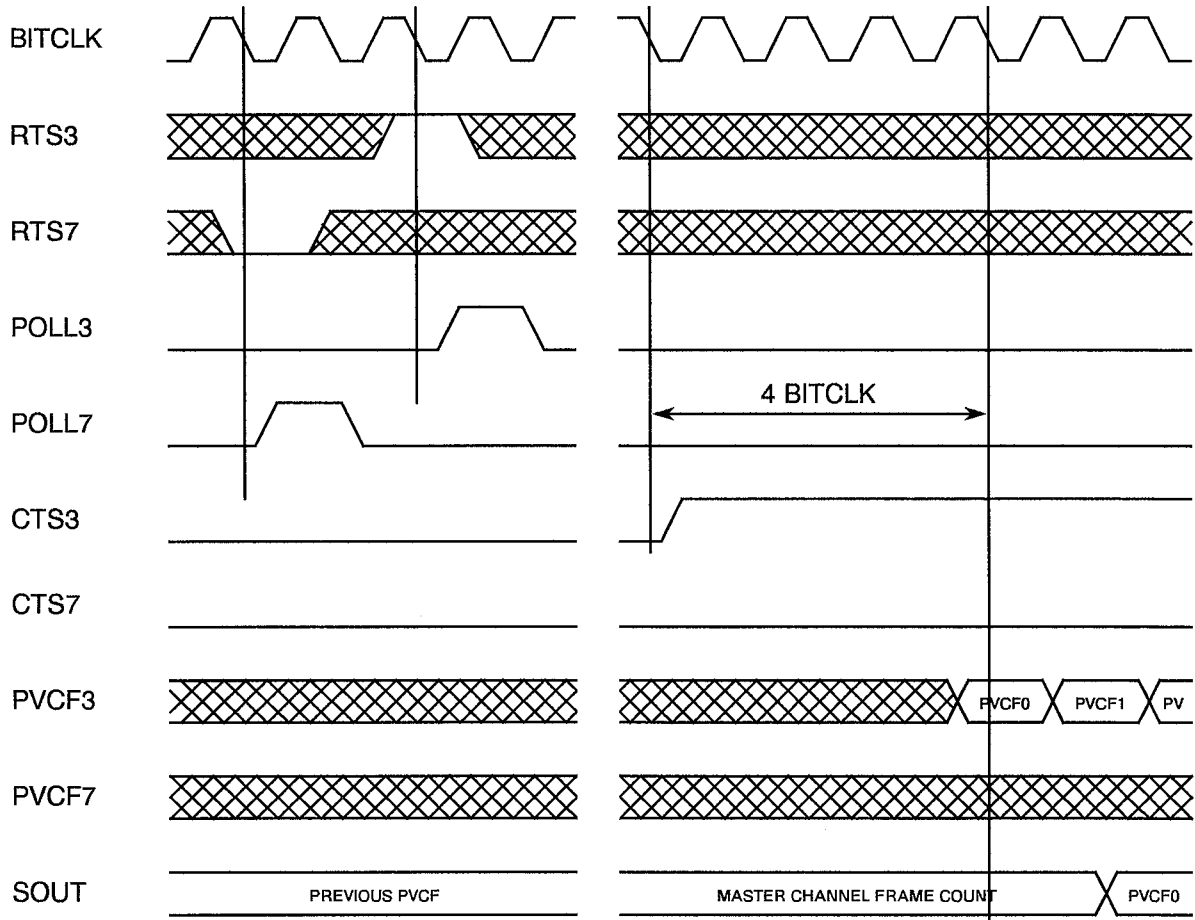 BITCLK
RTS3
RTS7
POLL3
4 BITCLK
POLL7
CTS3
CTS7
PVCF3
PVCF0
PVCF1
PV
PVCF7
SOUT
PREVIOUS PVCF
MASTER CHANNEL FRAME COUNT
PVCF0